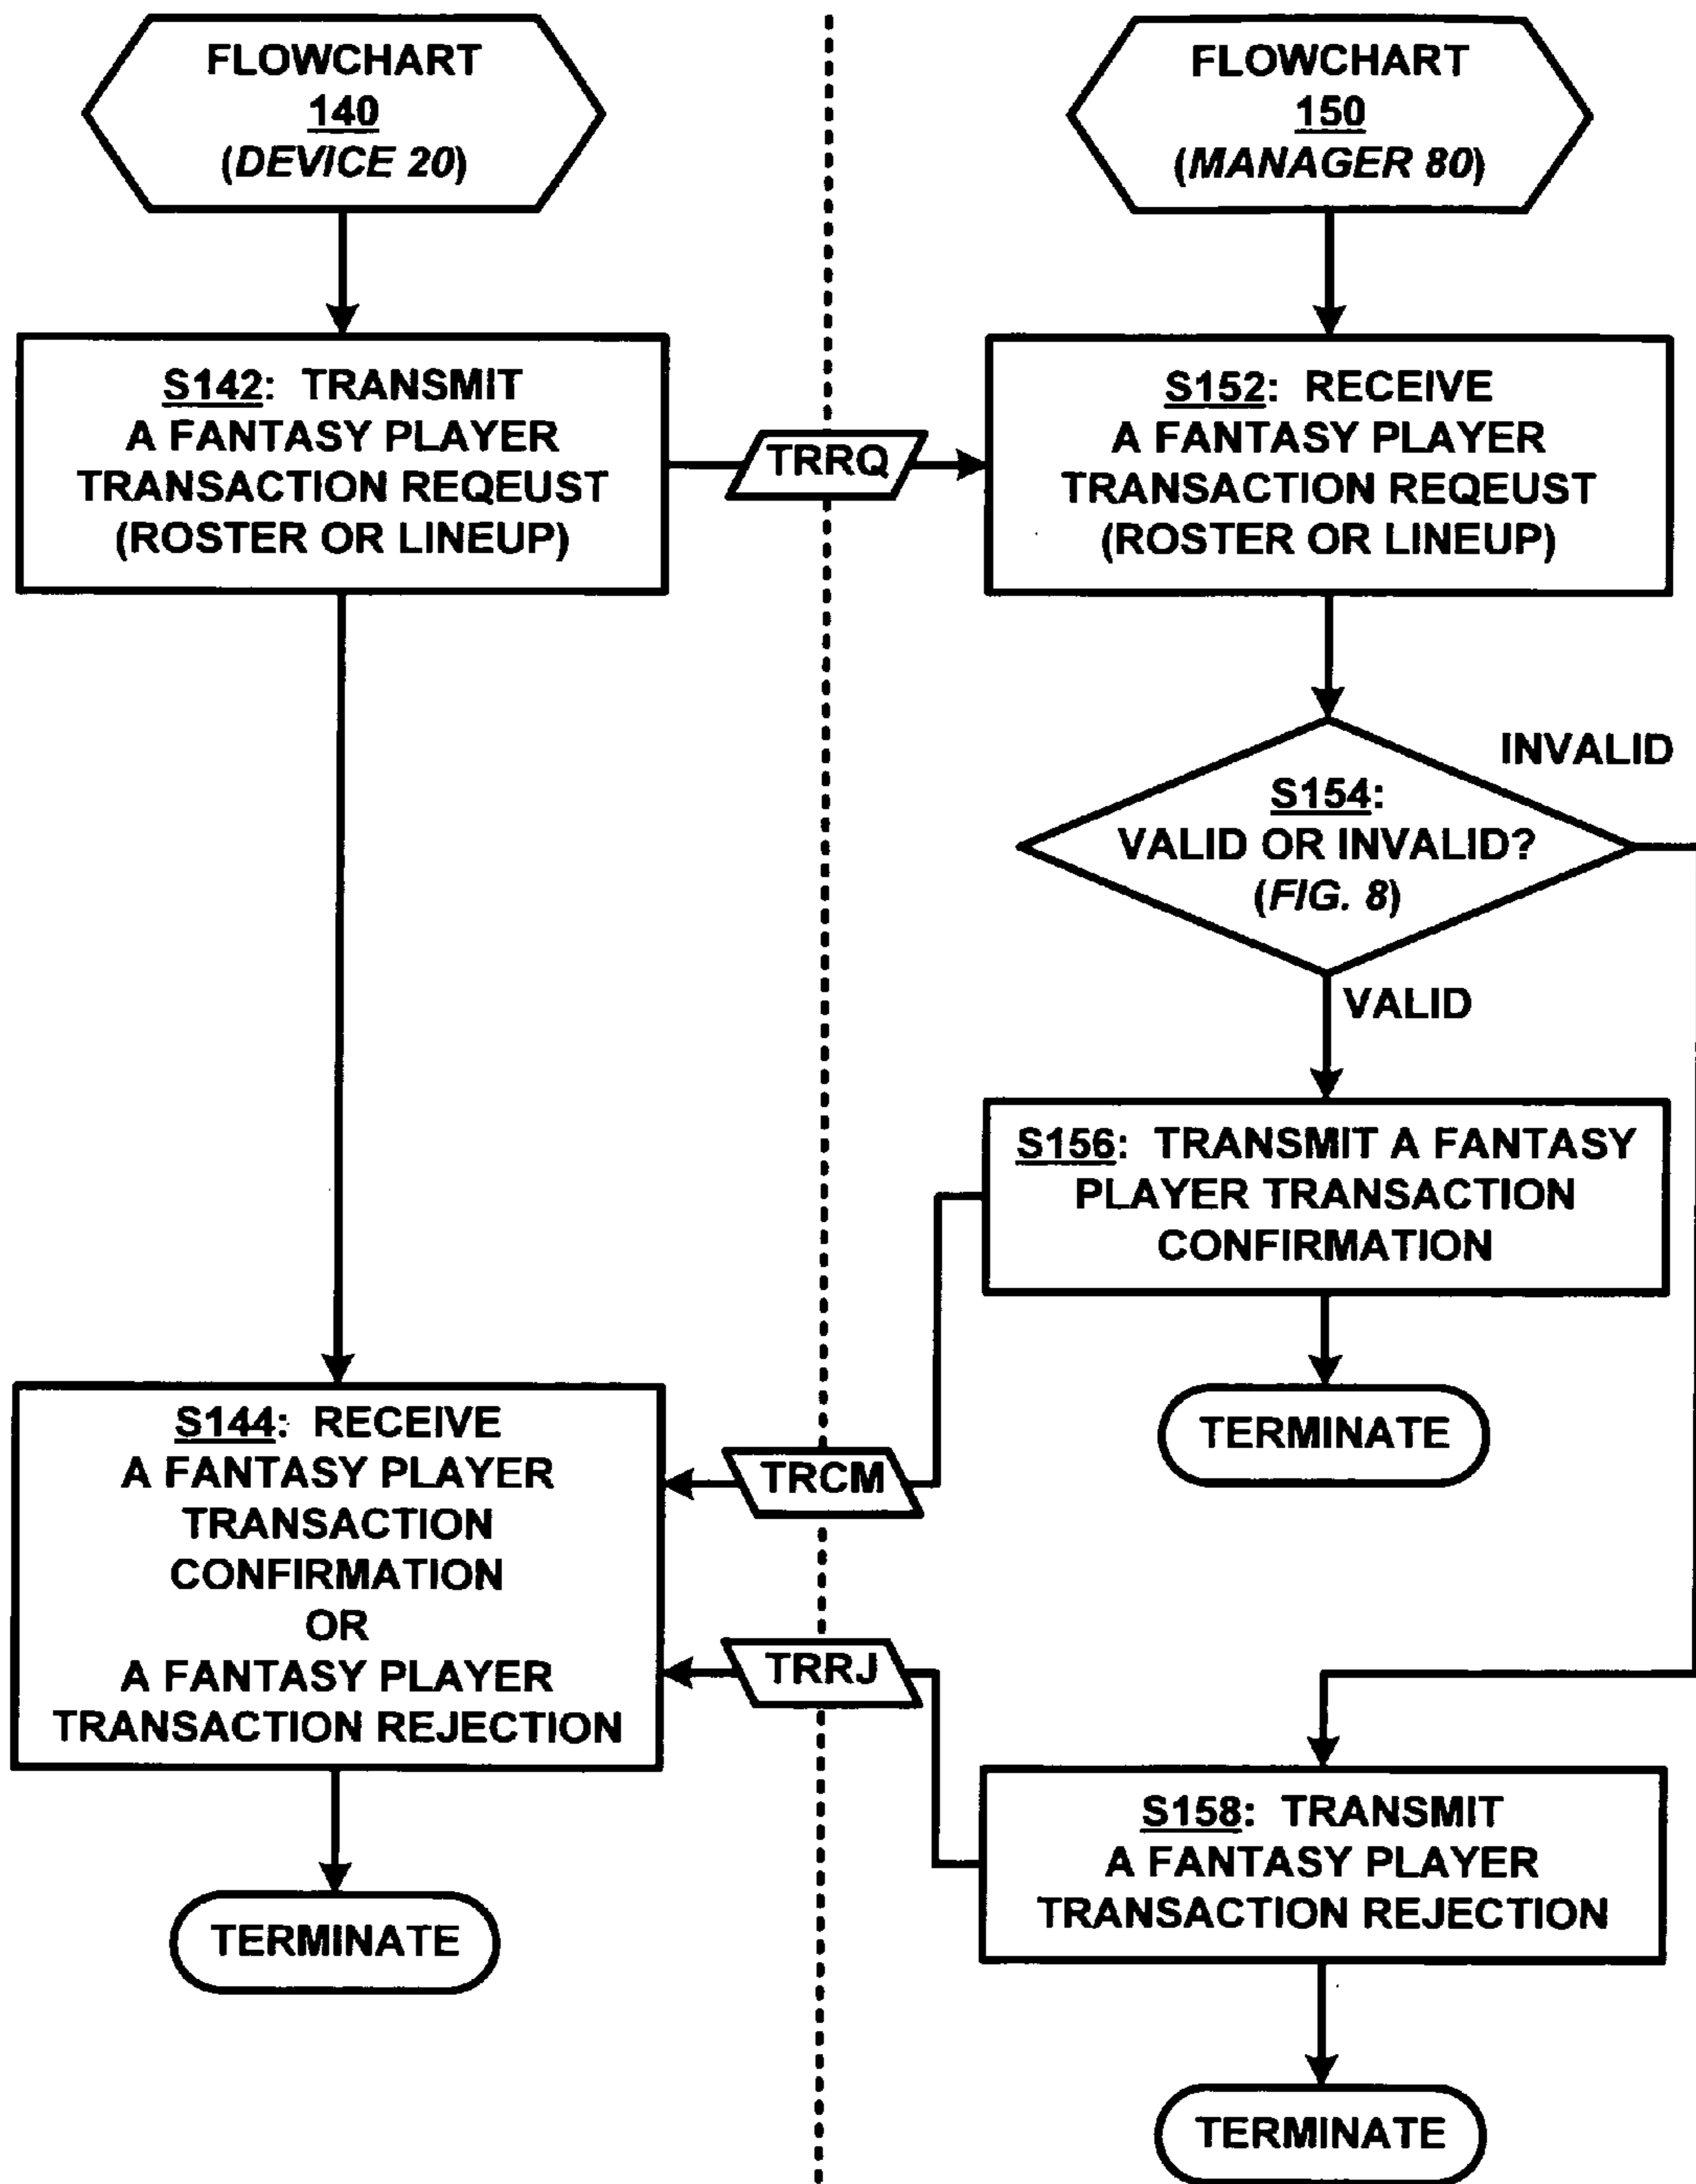 FLOWCHART
140
(DEVICE 20)
S142: TRANSMIT
A FANTASY PLAYER
TRANSACTION REQEUST
(ROSTER OR LINEUP)
TRRQ
S144: RECEIVE
A FANTASY PLAYER
TRANSACTION
CONFIRMATION
OR
A FANTASY PLAYER
TRANSACTION REJECTION
TERMINATE
FLOWCHART
150
(MANAGER 80)
S152: RECEIVE
A FANTASY PLAYER
TRANSACTION REQEUST
(ROSTER OR LINEUP)
S154:
VALID OR INVALID?
(FIG. 8)
INVALID
VALID
S156: TRANSMIT A FANTASY
PLAYER TRANSACTION
CONFIRMATION
TERMINATE
TRCM
TRRJ
S158: TRANSMIT
A FANTASY PLAYER
TRANSACTION REJECTION
TERMINATE